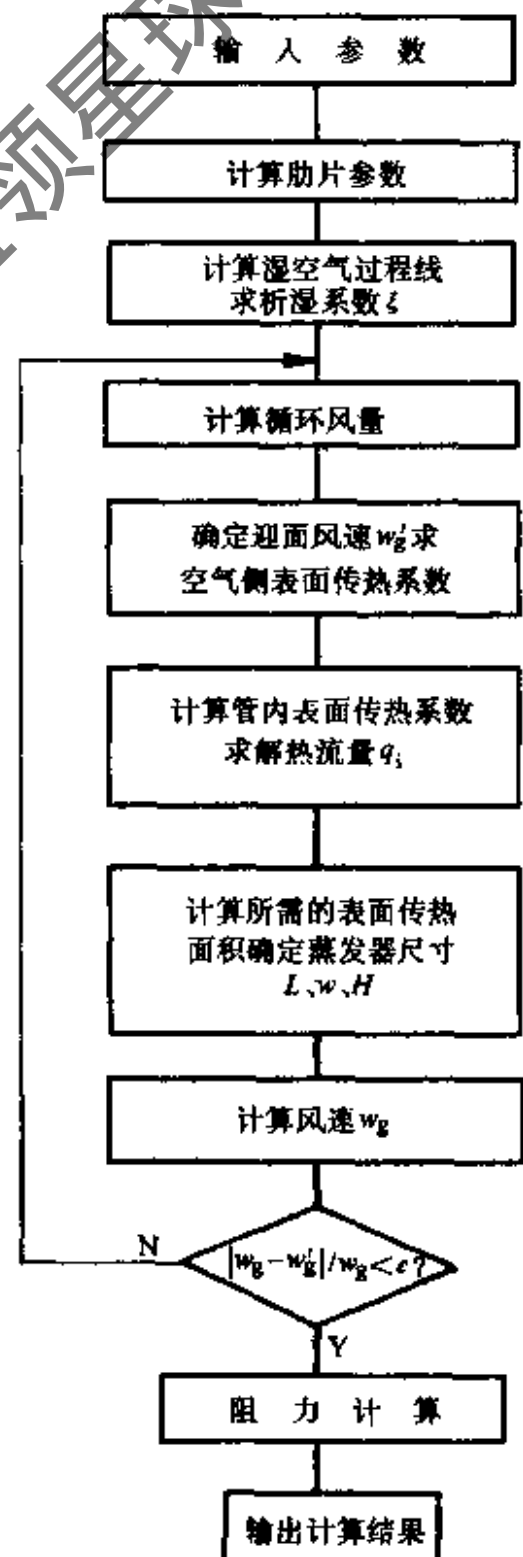 输入参数
计算肋片参数
计算湿空气过程线
求析湿系数ξ
计算循环风量
确定迎面风速w′g求
空气侧表面传热系数
计算管内表面传热系数
求解热流量qi
计算所需的表面传热
面积确定蒸发器尺寸
L、w、H
计算风速wg
N
|wg-w′g|/wg<ε?
Y
阻力计算
输出计算结果
领星球